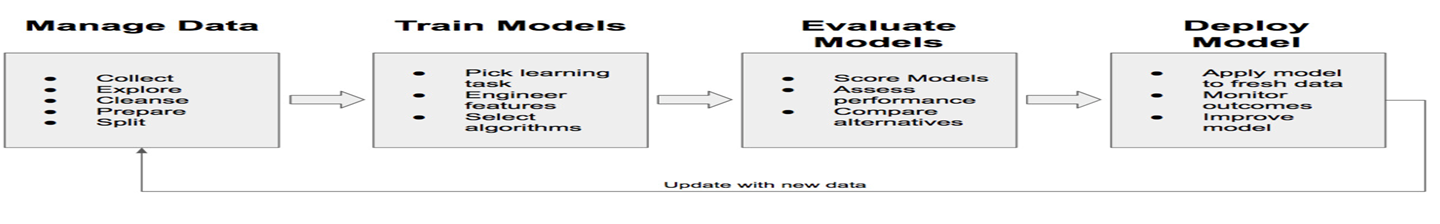 Manage Data
● Collect
● Explore
● Cleanse
● Prepare
● Split
Train Models
● Pick learning
task
● Engineer
features
● Select
algorithms
Evaluate
Models
● Score Models
● Assess
performance
● Compare
alternatives
Deploy
Model
● Apply model
to fresh data
● Monitor
outcomes
● Improve
model
Update with new data